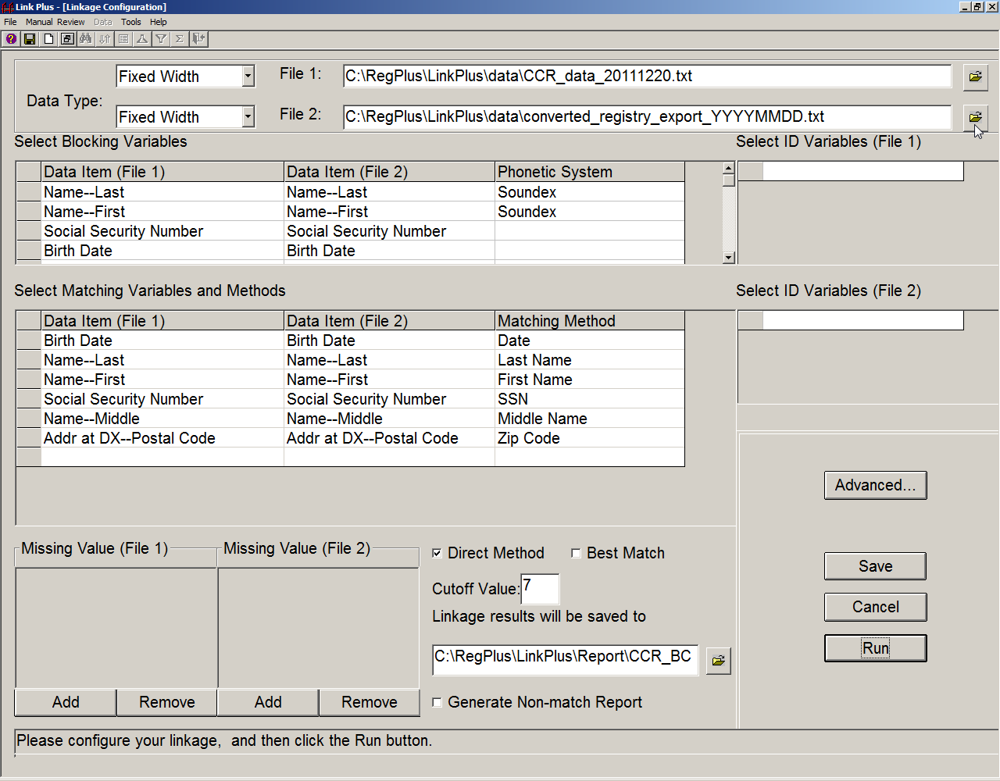 Link Plus - [Linkage Configuration]
File Manual Review Data Tools Help
Data Type:
Fixed Width
File 1:
C:\RegPlus\LinkPlus\data\CCR_data_20111220.txt
Fixed Width
File 2:
C:\RegPlus\LinkPlus\data\converted_registry_export_YYYYMMDD.txt
Select Blocking Variables
Select ID Variables (File 1)
Data Item (File 1) Data Item (File 2) Phonetic System
Name--Last Name--Last Soundex
Name--First Name--First Soundex
Social Security Number Social Security Number
Birth Date Birth Date
Select Matching Variables and Methods
Select ID Variables (File 2)
Data Item (File 1) Data Item (File 2) Matching Method
Birth Date Birth Date Date
Name--Last Name--Last Last Name
Name--First Name--First First Name
Social Security Number Social Security Number SSN
Name--Middle Name--Middle Middle Name
Addr at DX--Postal Code Addr at DX--Postal Code Zip Code
Advanced...
Missing Value (File 1) Missing Value (File 2)
Direct Method Best Match
Cutoff Value: 7
Linkage results will be saved to
C:\RegPlus\LinkPlus\Report\CCR_BC
Save
Cancel
Run
Add Remove Add Remove
Generate Non-match Report
Please configure your linkage, and then click the Run button.